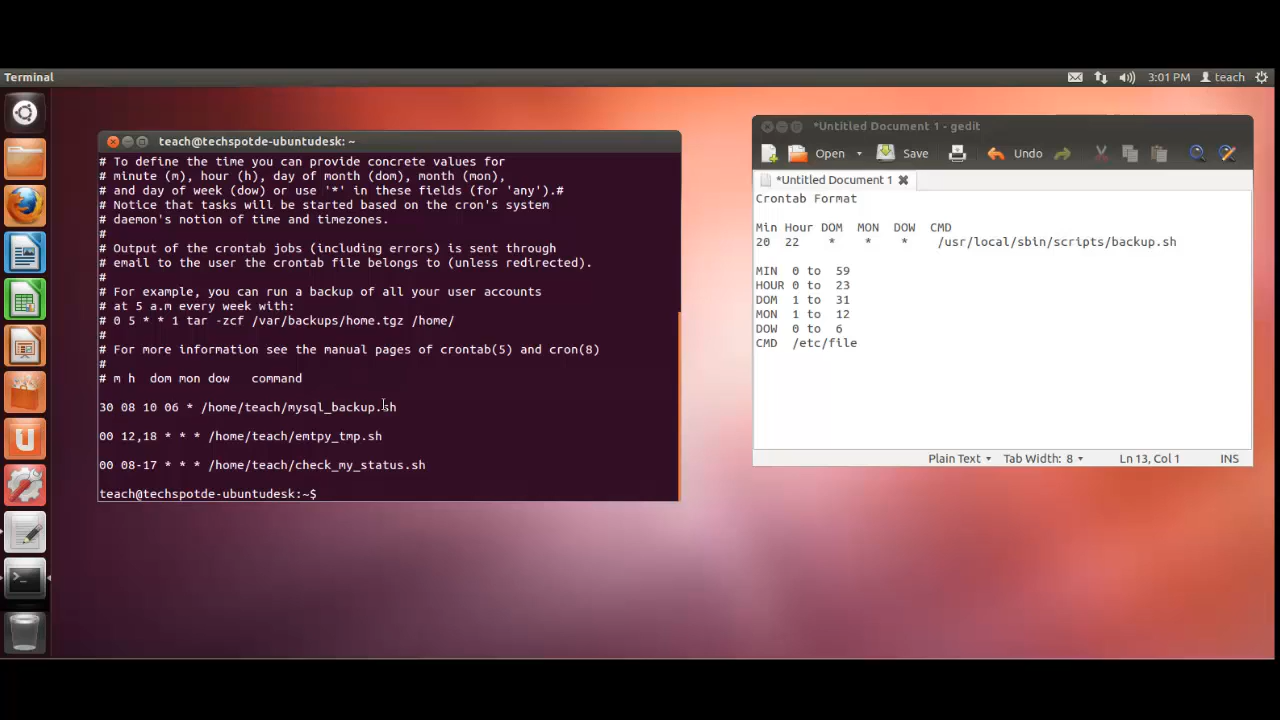 Terminal
3:01 PM
teach
teach@techspotde-ubuntudesk: ~
# To define the time you can provide concrete values for
# minute (m), hour (h), day of month (dom), month (mon),
# and day of week (dow) or use '*' in these fields (for 'any').#
# Notice that tasks will be started based on the cron's system
# daemon's notion of time and timezones.
#
# Output of the crontab jobs (including errors) is sent through
# email to the user the crontab file belongs to (unless redirected).
#
# For example, you can run a backup of all your user accounts
# at 5 a.m every week with:
# 0 5 * * 1 tar -zcf /var/backups/home.tgz /home/
#
# For more information see the manual pages of crontab(5) and cron(8)
#
# m h  dom mon dow   command
30 08 10 06 * /home/teach/mysql_backup.sh
00 12,18 * * * /home/teach/emtpy_tmp.sh
00 08-17 * * * /home/teach/check_my_status.sh
teach@techspotde-ubuntudesk:~$
*Untitled Document 1 - gedit
Open Save Undo
*Untitled Document 1
Crontab Format
Min Hour DOM MON DOW CMD
20 22 * * * /usr/local/sbin/scripts/backup.sh
MIN 0 to 59
HOUR 0 to 23
DOM 1 to 31
MON 1 to 12
DOW 0 to 6
CMD /etc/file
Plain Text Tab Width: 8 Ln 13, Col 1 INS